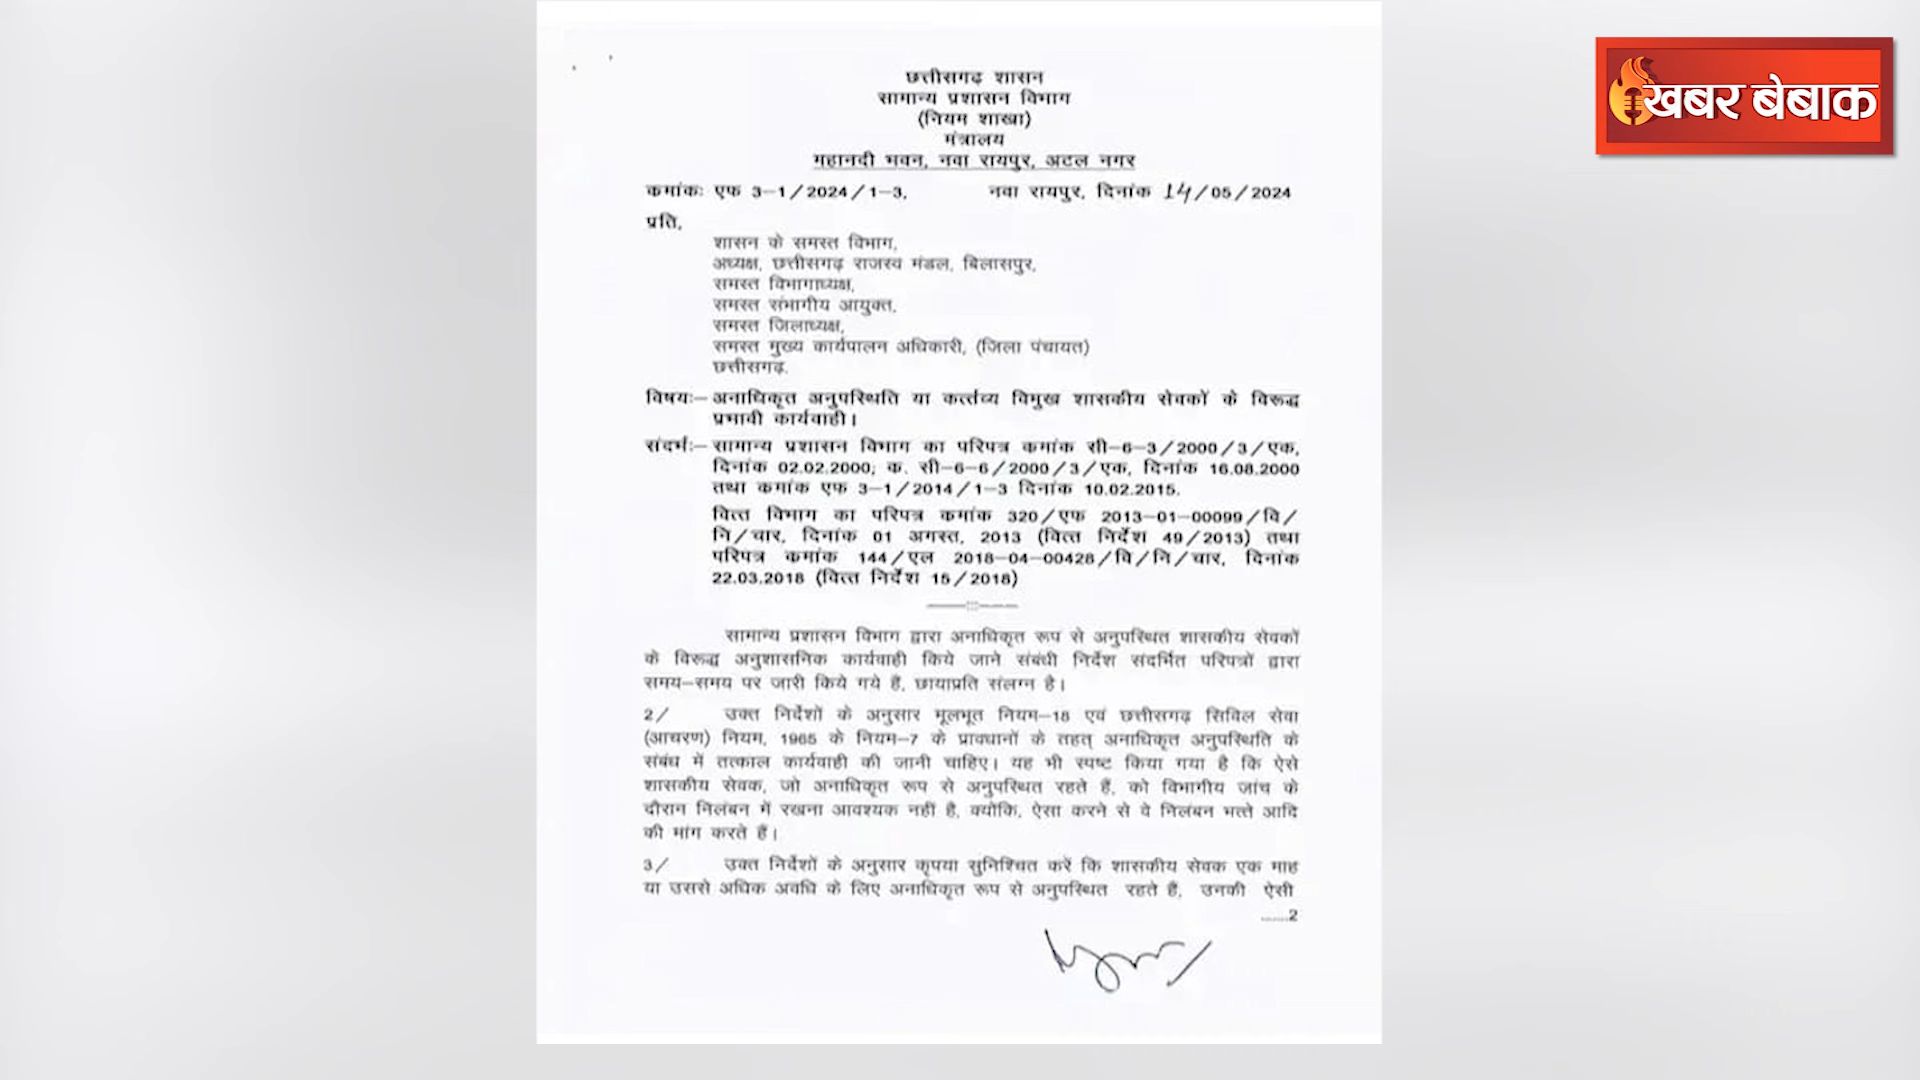 खबर बेबाक
छत्तीसगढ़ शासन
सामान्य प्रशासन विभाग
(नियम शाखा)
मंत्रालय
महानदी भवन, नवा रायपुर, अटल नगर
कमांकः एफ 3-1/2024/1-3, नवा रायपुर, दिनांक 14/05/2024
प्रति,
शासन के समस्त विभाग,
अध्यक्ष, छत्तीसगढ़ राजस्व मंडल, बिलासपुर,
समस्त विभागाध्यक्ष,
समस्त संभागीय आयुक्त,
समस्त जिलाध्यक्ष,
समस्त मुख्य कार्यपालन अधिकारी, (जिला पंचायत)
छत्तीसगढ़.
विषयः– अनाधिकृत अनुपस्थिति या कर्त्तव्य विमुख शासकीय सेवकों के विरूद्ध
प्रभावी कार्यवाही।
संदर्भः– सामान्य प्रशासन विभाग का परिपत्र कमांक सी-6-3/2000/3/एक,
दिनांक 02.02.2000; क. सी-6-6/2000/3/एक, दिनांक 16.08.2000
तथा कमांक एफ 3-1/2014/1-3 दिनांक 10.02.2015.
वित्त विभाग का परिपत्र कमांक 320/एफ 2013-01-00099/वि/
नि/चार, दिनांक 01 अगस्त, 2013 (वित्त निर्देश 49/2013) तथा
परिपत्र कमांक 144/एल 2018-04-00428/वि/नि/चार, दिनांक
22.03.2018 (वित्त निर्देश 15/2018)
सामान्य प्रशासन विभाग द्वारा अनाधिकृत रूप से अनुपस्थित शासकीय सेवकों
के विरूद्ध अनुशासनिक कार्यवाही किये जाने संबंधी निर्देश संदर्भित परिपत्रों द्वारा
समय-समय पर जारी किये गये हैं, छायाप्रति संलग्न है।
2/ उक्त निर्देशों के अनुसार मूलभूत नियम-18 एवं छत्तीसगढ़ सिविल सेवा
(आचरण) नियम, 1965 के नियम-7 के प्रावधानों के तहत् अनाधिकृत अनुपस्थिति के
संबंध में तत्काल कार्यवाही की जानी चाहिए। यह भी स्पष्ट किया गया है कि ऐसे
शासकीय सेवक, जो अनाधिकृत रूप से अनुपस्थित रहते हैं, को विभागीय जांच के
दौरान निलंबन में रखना आवश्यक नहीं है, क्योंकि, ऐसा करने से वे निलंबन भत्ते आदि
की मांग करते हैं।
3/ उक्त निर्देशों के अनुसार कृपया सुनिश्चित करें कि शासकीय सेवक एक माह
या उससे अधिक अवधि के लिए अनाधिकृत रूप से अनुपस्थित रहते हैं, उनकी ऐसी
......2